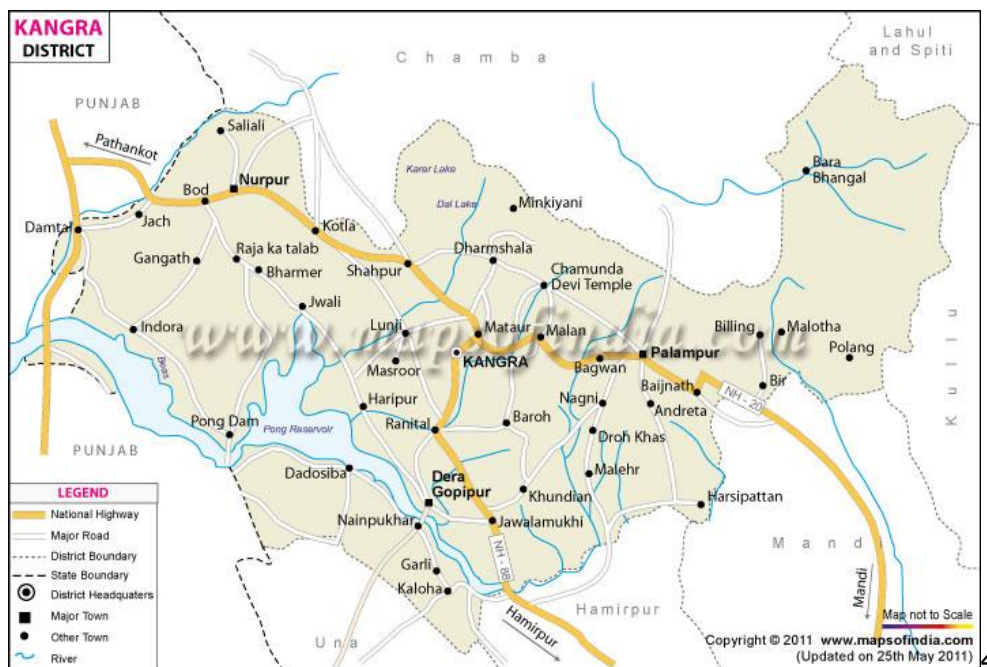 KANGRA
DISTRICT
Chamba
Lahul
and Spiti
PUNJAB
Pathankot
Saliali
Nurpur
Bod
Karer Lake
Dal Lake
Minkiyani
Bara
Bhangal
Damtal
Jach
Kotla
Gangath
Raja ka talab
Bharmer
Shahpur
Dharmshala
Chamunda
Devi Temple
Jwali
Indora
Lunji
Mataur
Malan
Billing
Malotha
www.mapsofindia.com
Masroor
KANGRA
Bagwan
Palampur
Polang
Kullu
Beas
Haripur
Nagni
Baijnath
Bir
NH - 20
Andreta
Pong Dam
Pong Reservoir
Ranital
Baroh
Droh Khas
PUNJAB
Dadosiba
Dera
Gopipur
Malehr
Khundian
Harsipattan
Nainpukhar
Jawalamukhi
Mandi
NH - 88
Garli
Kaloha
Mandi
Una
Hamirpur
Hamirpur
LEGEND
National Highway
Major Road
District Boundary
State Boundary
District Headquaters
Major Town
Other Town
River
Map not to Scale
Copyright © 2011 www.mapsofindia.com
(Updated on 25th May 2011)